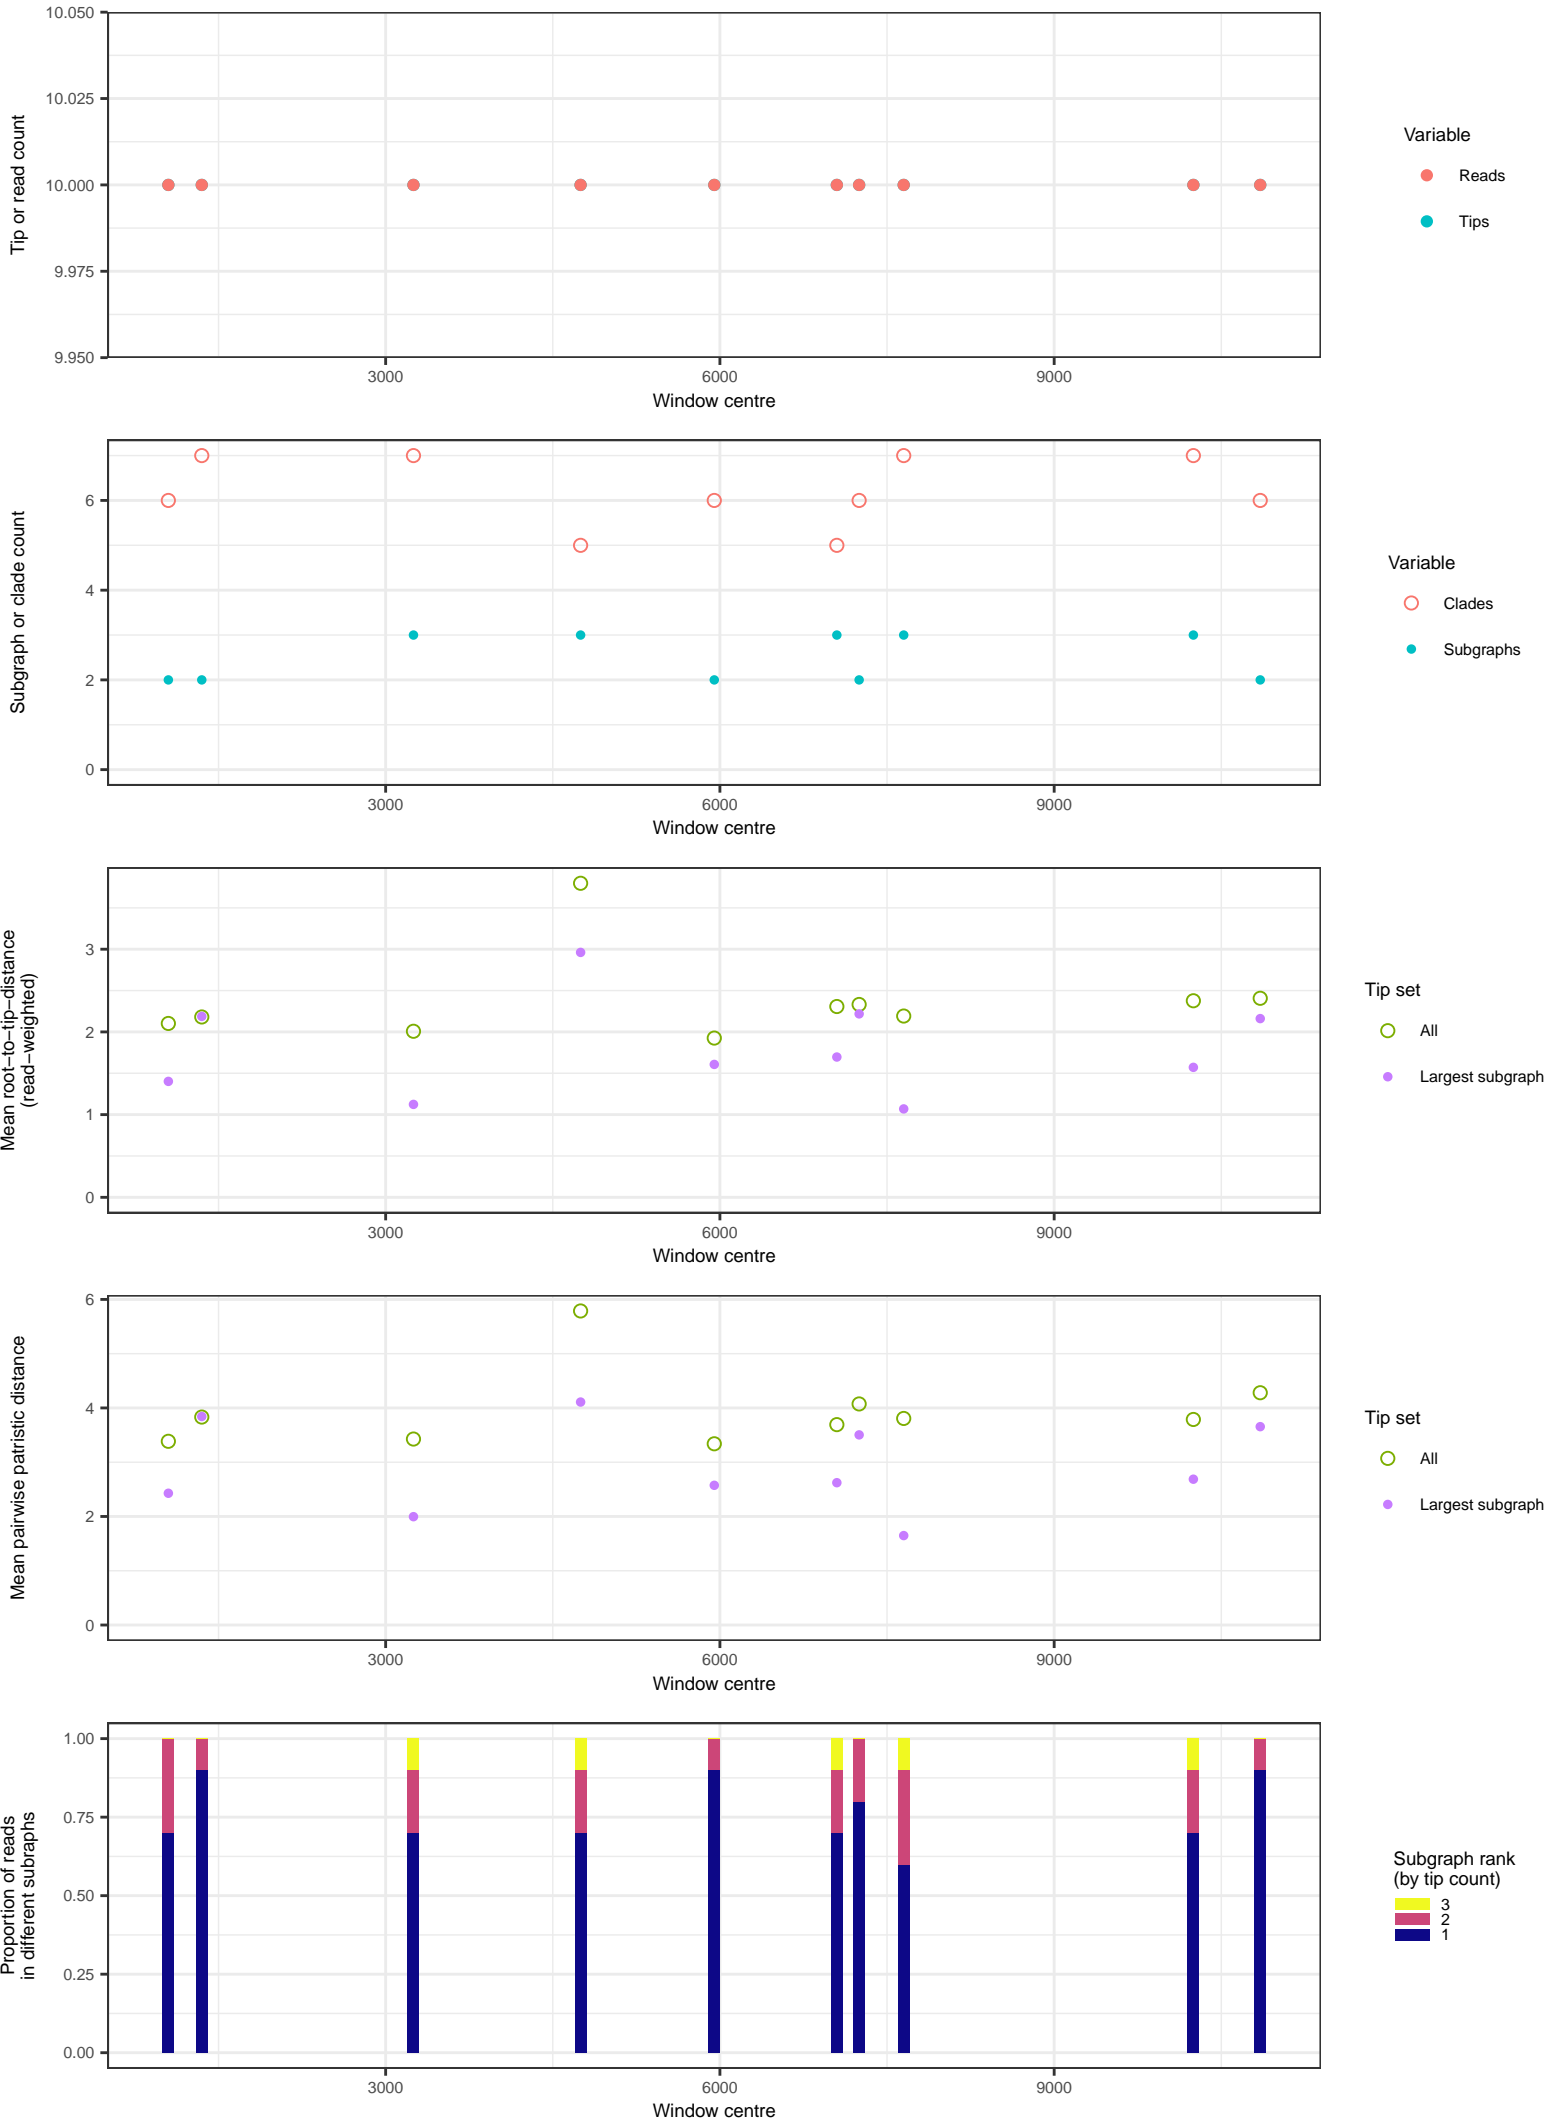 10.050
10.025
10.000
9.975
9.950
Tip or read count
3000 6000 9000
Window centre
Variable
Reads
Tips
6
4
2
0
Subgraph or clade count
3000 6000 9000
Window centre
Variable
Clades
Subgraphs
3
2
1
0
Mean root−to−tip−distance
(read−weighted)
3000 6000 9000
Window centre
Tip set
All
Largest subgraph
6
4
2
0
Mean pairwise patristic distance
3000 6000 9000
Window centre
Tip set
All
Largest subgraph
1.00
0.75
0.50
0.25
0.00
Proportion of reads
in different subraphs
3000 6000 9000
Window centre
Subgraph rank
(by tip count)
3
2
1